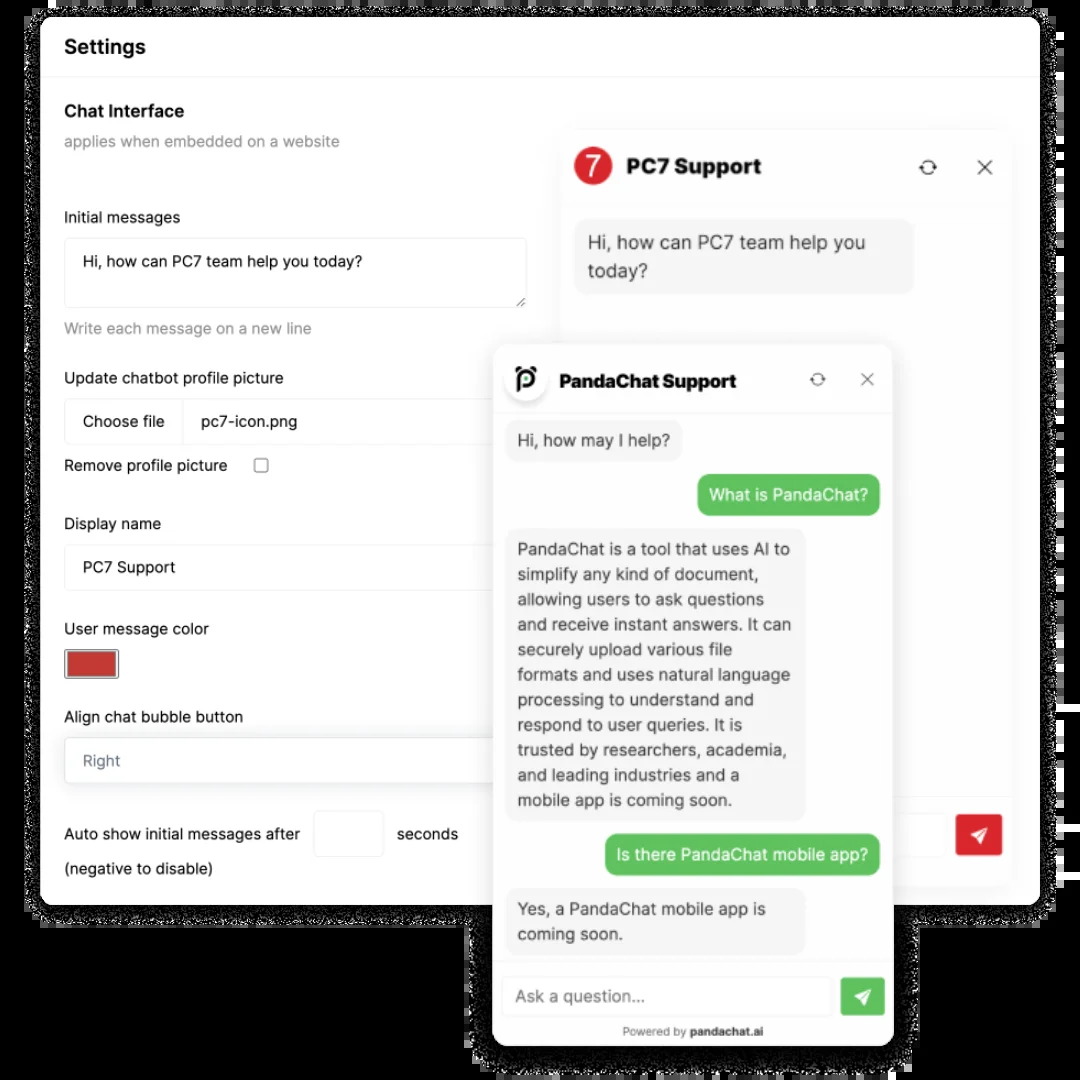 Settings
Chat Interface
applies when embedded on a website
Initial messages
Hi, how can PC7 team help you today?
Write each message on a new line
Update chatbot profile picture
Choose file
pc7-icon.png
Remove profile picture
Display name
PC7 Support
User message color
Align chat bubble button
Right
Auto show initial messages after
seconds
(negative to disable)
7
PC7 Support
Hi, how can PC7 team help you
today?
PandaChat Support
Hi, how may I help?
What is PandaChat?
PandaChat is a tool that uses AI to
simplify any kind of document,
allowing users to ask questions
and receive instant answers. It can
securely upload various file
formats and uses natural language
processing to understand and
respond to user queries. It is
trusted by researchers, academia,
and leading industries and a
mobile app is coming soon.
Is there PandaChat mobile app?
Yes, a PandaChat mobile app is
coming soon.
Ask a question...
Powered by pandachat.ai